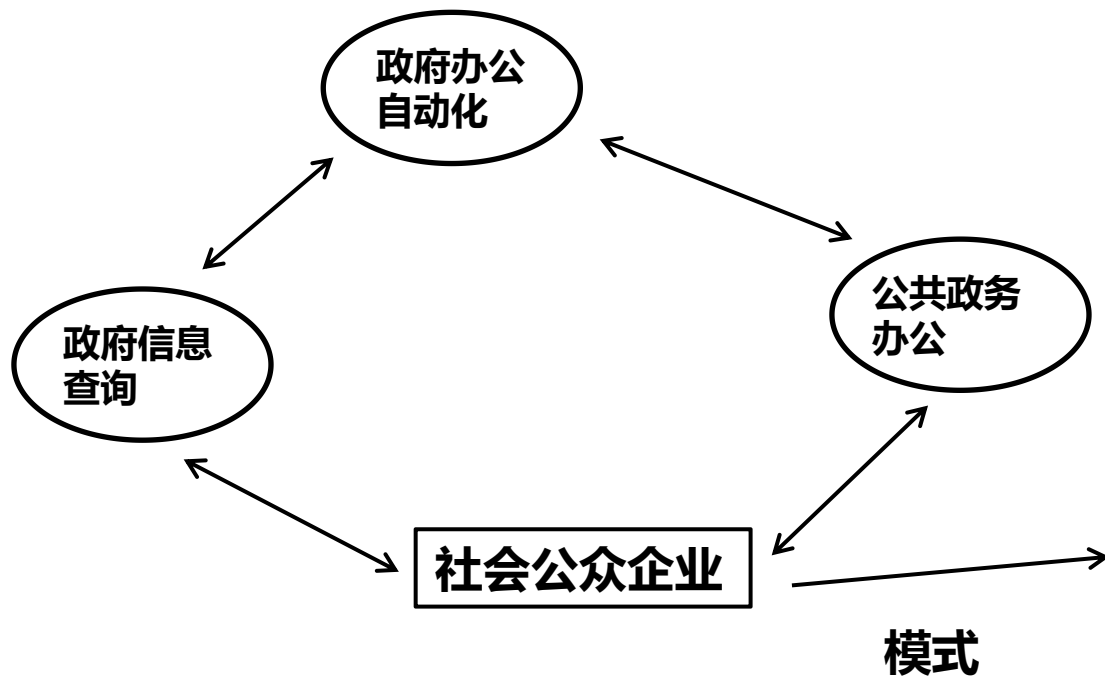 政府办公
自动化
公共政务
办公
政府信息
查询
社会公众企业
模式